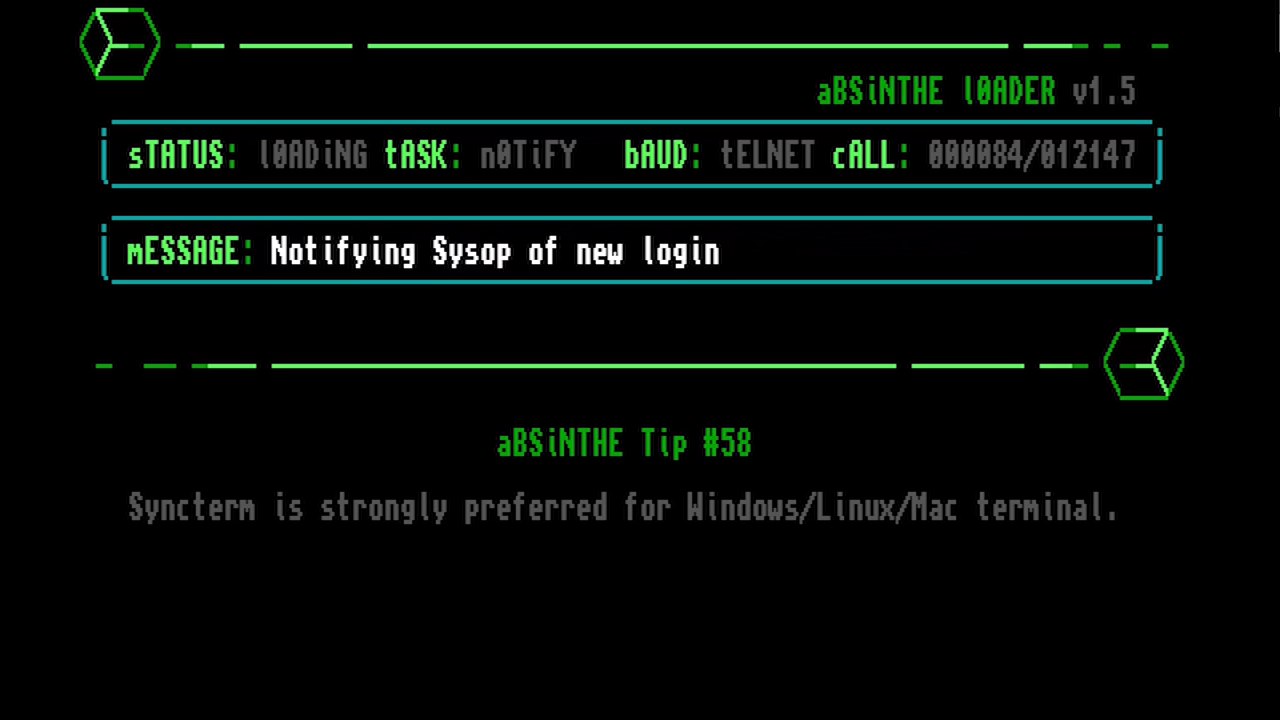 aBSiNTHE l0ADER v1.5
sTATUS: l0ADiNG tASK: n0TiFY bAUD: tELNET cALL: 000084/012147
mESSAGE: Notifying Sysop of new login
aBSiNTHE Tip #58
Syncterm is strongly preferred for Windows/Linux/Mac terminal.